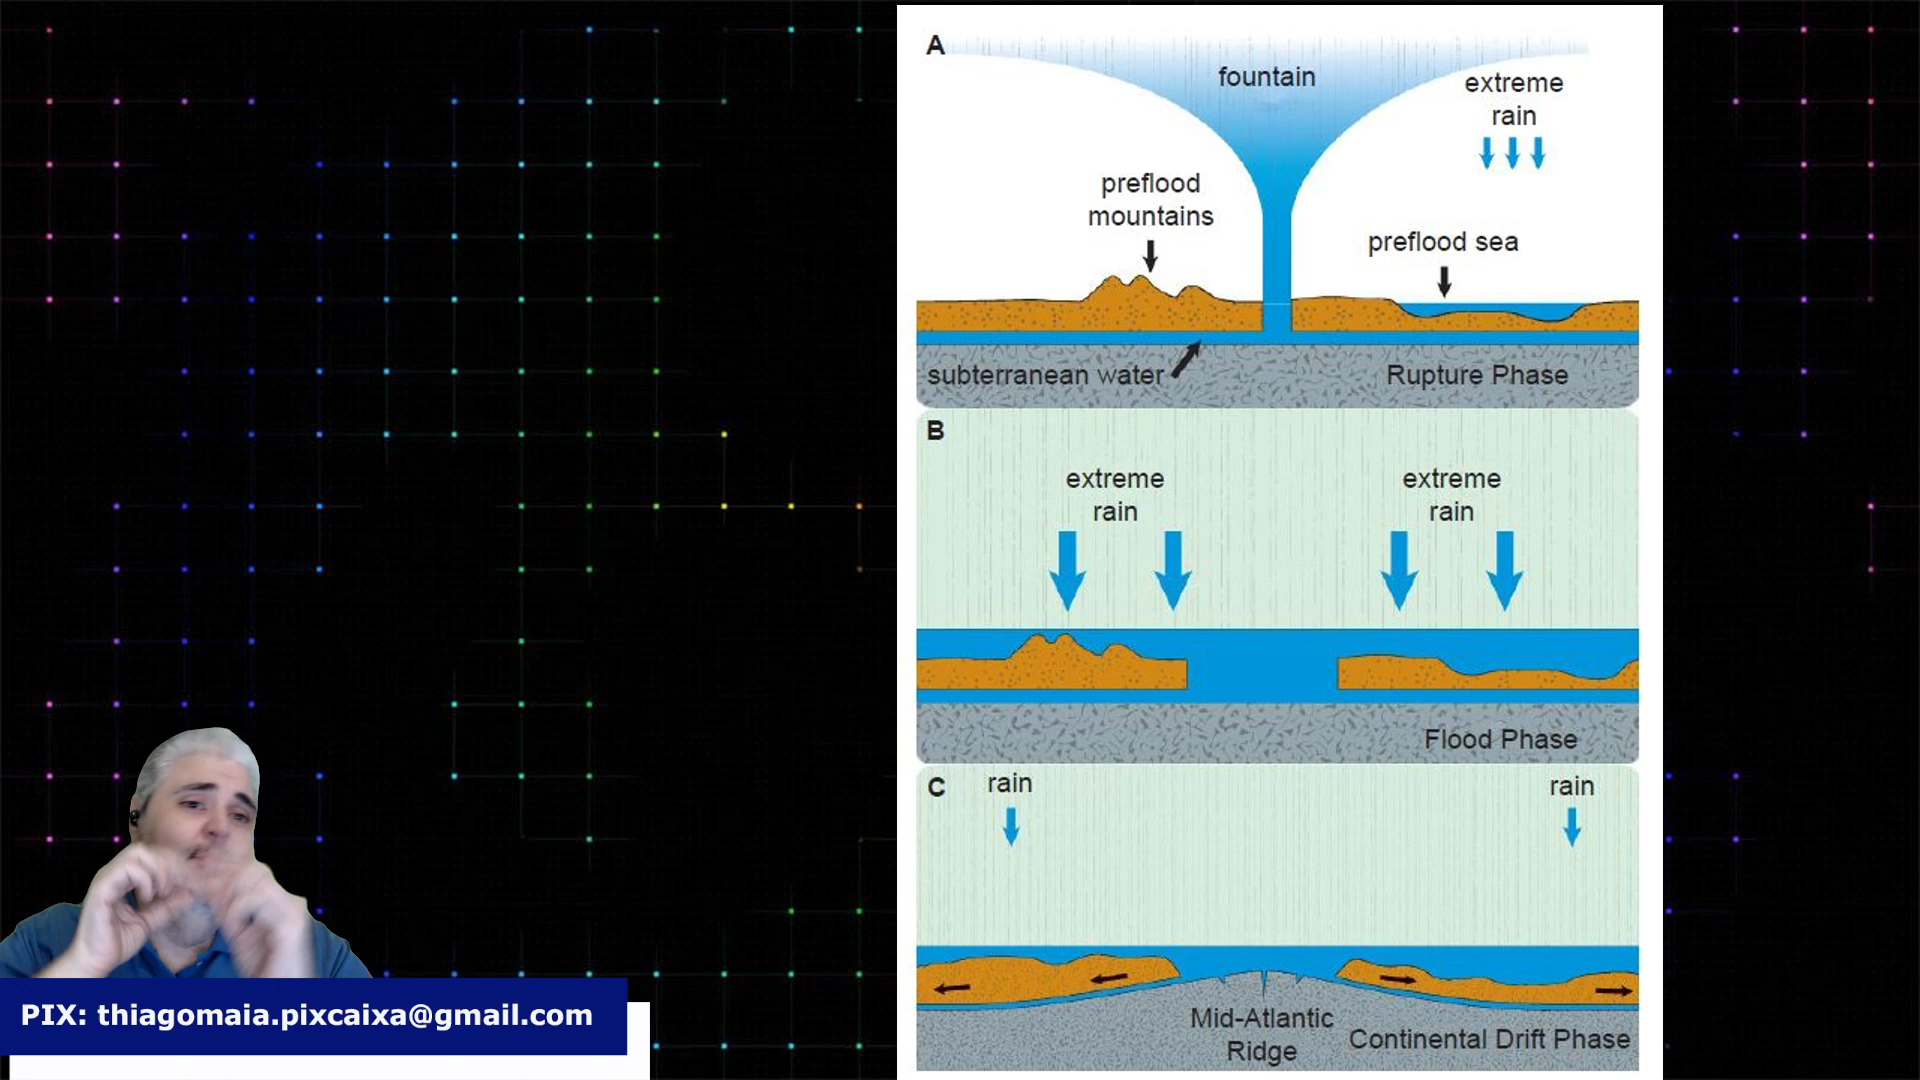 A
fountain
extreme
rain
preflood
mountains
preflood sea
subterranean water
Rupture Phase
B
extreme
rain
extreme
rain
Flood Phase
C
rain
rain
Mid-Atlantic
Ridge
Continental Drift Phase
PIX: thiagomaia.pixcaixa@gmail.com